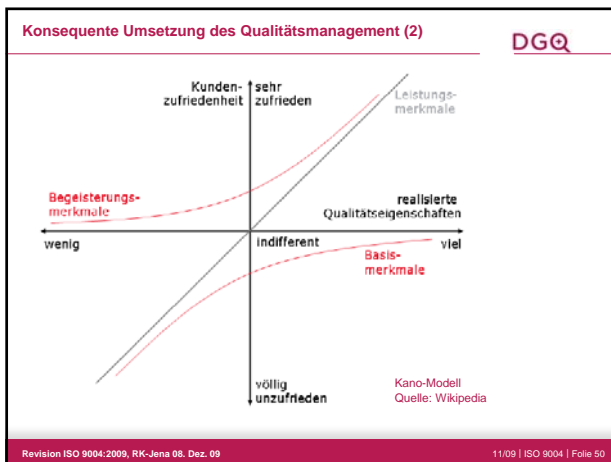 Konsequente Umsetzung des Qualitätsmanagement (2)
DGQ
Kunden-
zufriedenheit
sehr
zufrieden
Leistungs-
merkmale
Begeisterungs-
merkmale
realisierte
Qualitätseigenschaften
wenig
indifferent
viel
Basis-
merkmale
völlig
unzufrieden
Kano-Modell
Quelle: Wikipedia
Revision ISO 9004:2009, RK-Jena 08. Dez. 09
11/09 | ISO 9004 | Folie 50